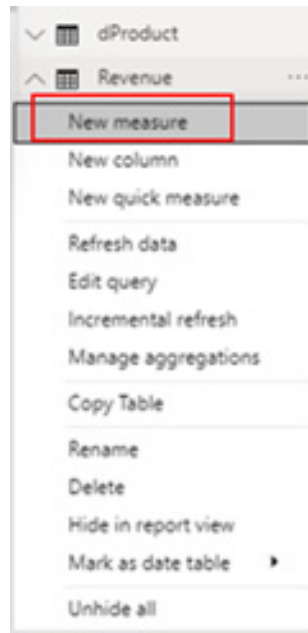 dProduct
Revenue
New measure
New column
New quick measure
Refresh data
Edit query
Incremental refresh
Manage aggregations
Copy Table
Rename
Delete
Hide in report view
Mark as date table
Unhide all